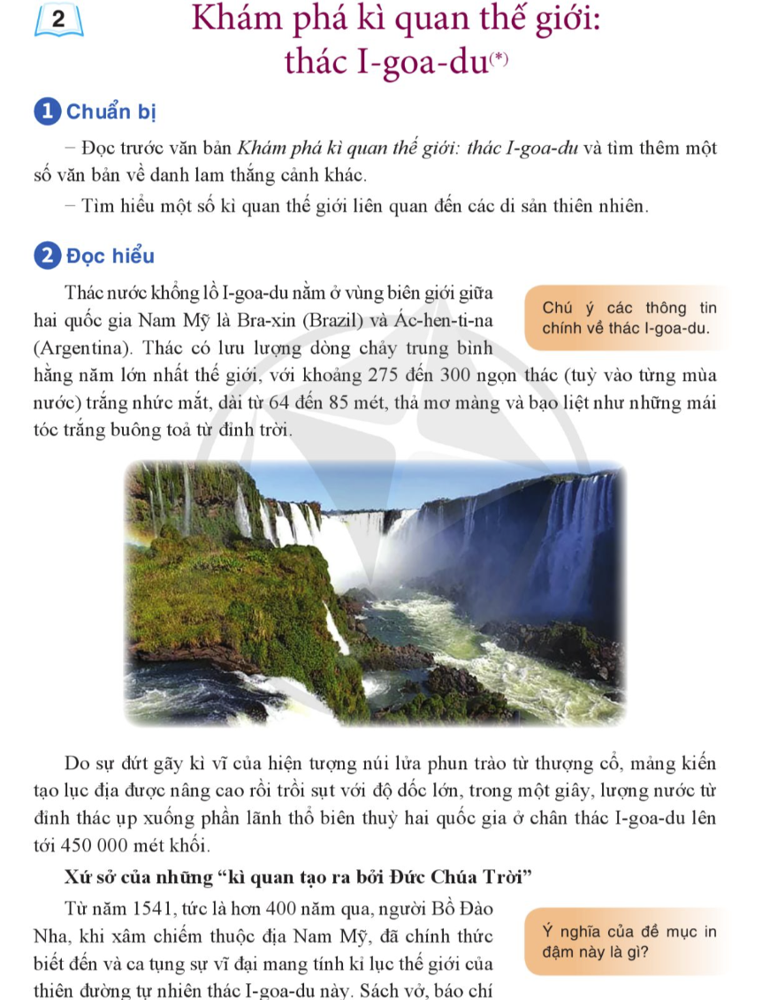 2
Khám phá kì quan thế giới:
thác I-goa-du(*)
1 Chuẩn bị
– Đọc trước văn bản Khám phá kì quan thế giới: thác I-goa-du và tìm thêm một
số văn bản về danh lam thắng cảnh khác.
– Tìm hiểu một số kì quan thế giới liên quan đến các di sản thiên nhiên.
2 Đọc hiểu
Thác nước khổng lồ I-goa-du nằm ở vùng biên giới giữa
hai quốc gia Nam Mỹ là Bra-xin (Brazil) và Ác-hen-ti-na
(Argentina). Thác có lưu lượng dòng chảy trung bình
hằng năm lớn nhất thế giới, với khoảng 275 đến 300 ngọn thác (tuỳ vào từng mùa
nước) trắng nhức mắt, dài từ 64 đến 85 mét, thả mơ màng và bạo liệt như những mái
tóc trắng buông toả từ đỉnh trời.
Chú ý các thông tin
chính về thác I-goa-du.
Do sự đứt gãy kì vĩ của hiện tượng núi lửa phun trào từ thượng cổ, mảng kiến
tạo lục địa được nâng cao rồi trồi sụt với độ dốc lớn, trong một giây, lượng nước từ
đỉnh thác ụp xuống phần lãnh thổ biên thuỳ hai quốc gia ở chân thác I-goa-du lên
tới 450 000 mét khối.
Xứ sở của những “kì quan tạo ra bởi Đức Chúa Trời”
Từ năm 1541, tức là hơn 400 năm qua, người Bồ Đào
Nha, khi xâm chiếm thuộc địa Nam Mỹ, đã chính thức
biết đến và ca tụng sự vĩ đại mang tính kỉ lục thế giới của
thiên đường tự nhiên thác I-goa-du này. Sách vở, báo chí
Ý nghĩa của đề mục in
đậm này là gì?